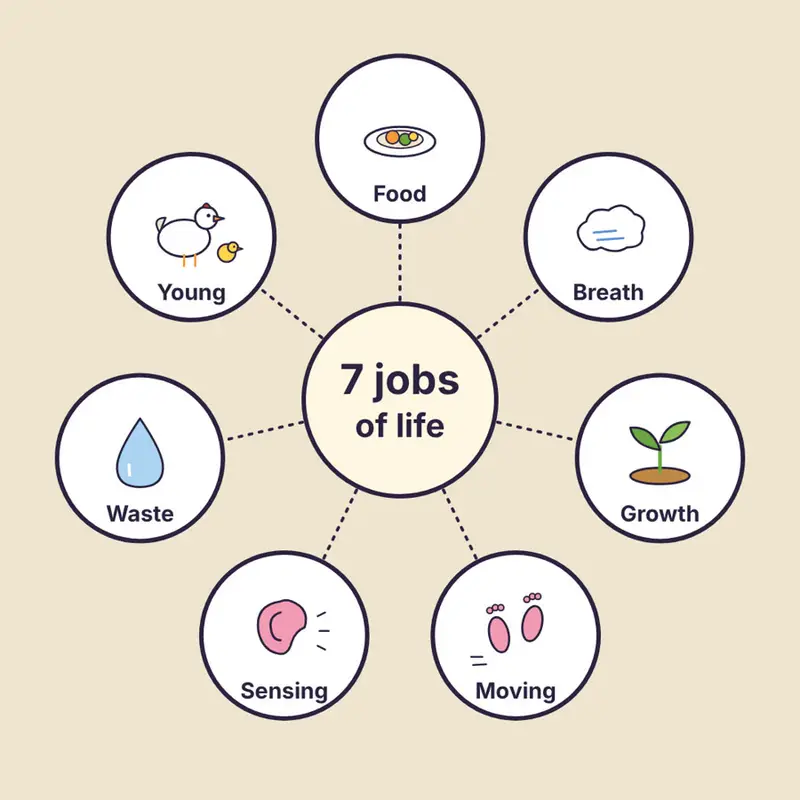 7 jobs
of life
Food
Breath
Growth
Moving
Sensing
Waste
Young